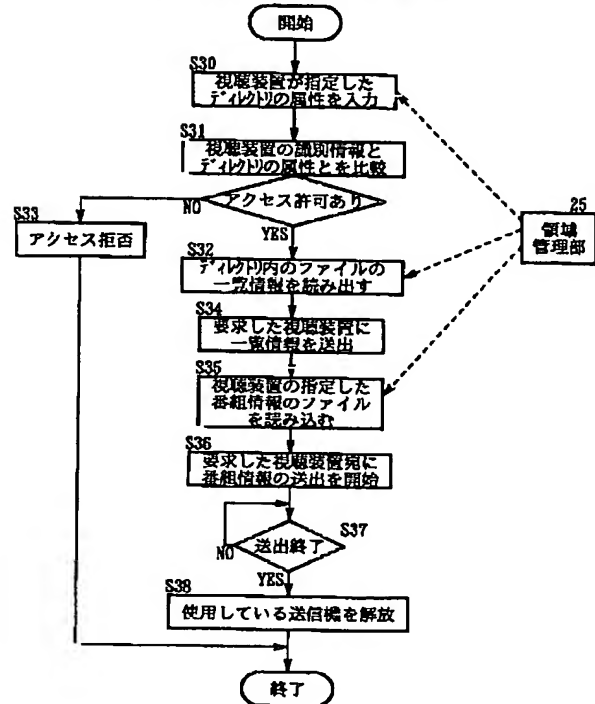 開始
S30
視聴装置が指定した
ディレクトリの属性を入力
S31
視聴装置の識別情報と
ディレクトリの属性とを比較
アクセス許可あり
NO
YES
S33
アクセス拒否
25
領域
管理部
S32
ディレクトリ内のファイルの
一覧情報を読み出す
S34
要求した視聴装置に
一覧情報を送出
S35
視聴装置の指定した
番組情報のファイル
を読み込む
S36
要求した視聴装置宛に
番組情報の送出を開始
S37
送出終了
NO
YES
S38
使用している送信機を解放
終了